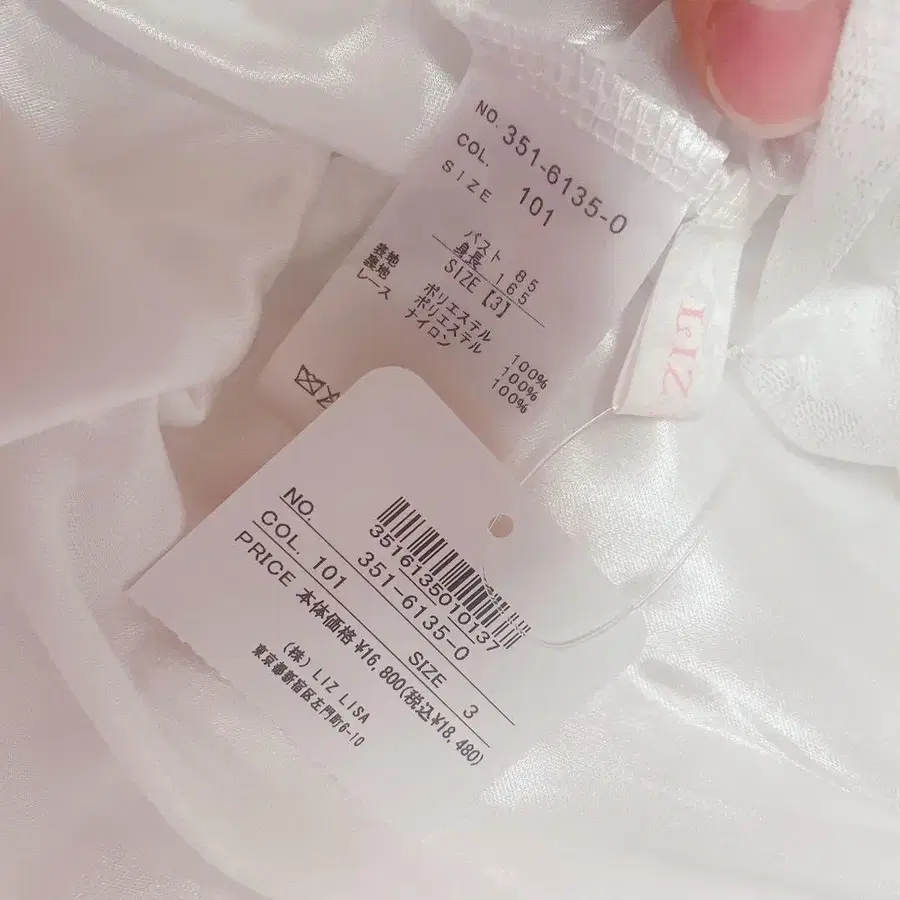 NO. 351-6135-0
COL. 101
SIZE
バスト 85
身長 165
SIZE【3】
表地 ポリエステル 100%
裏地 ポリエステル 100%
レース ナイロン 100%
LIZ
3516135010137
NO. 351-6135-0
COL. 101 SIZE 3
PRICE 本体価格¥16,800(税込¥18,480)
(株) LIZ LISA
東京都新宿区左門町6-10